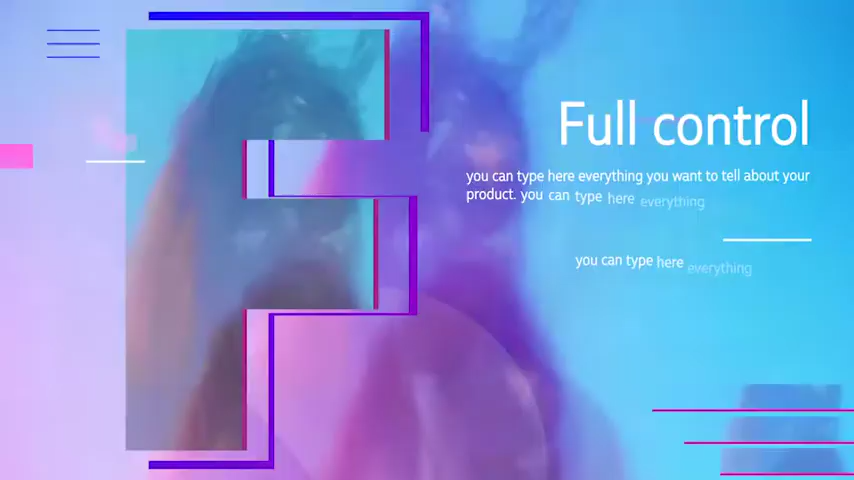 F
Full control
you can type here everything you want to tell about your
product. you can type here everything
you can type here everything